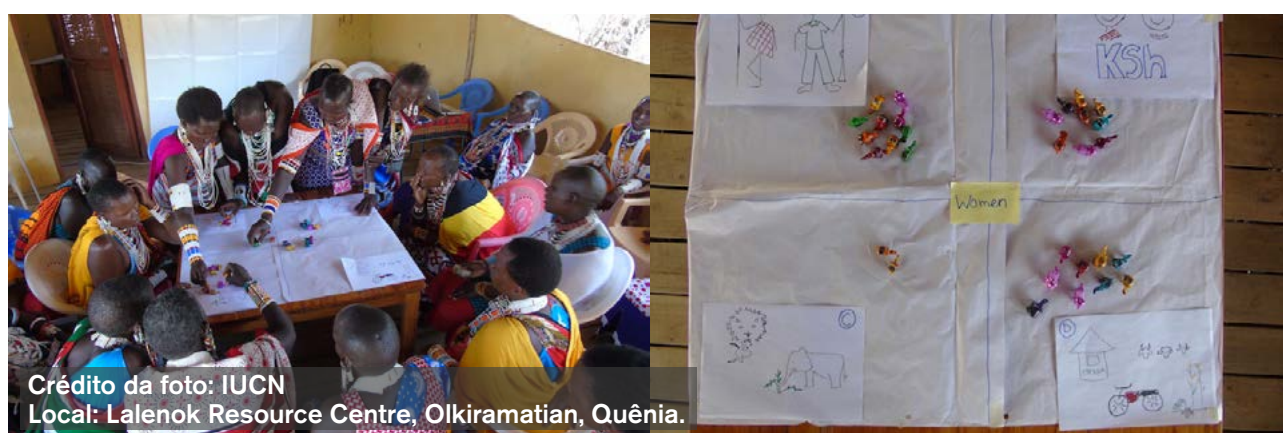 KSh
Women
C
D
Crédito da foto: IUCN
Local: Lalenok Resource Centre, Olkiramatian, Quênia.